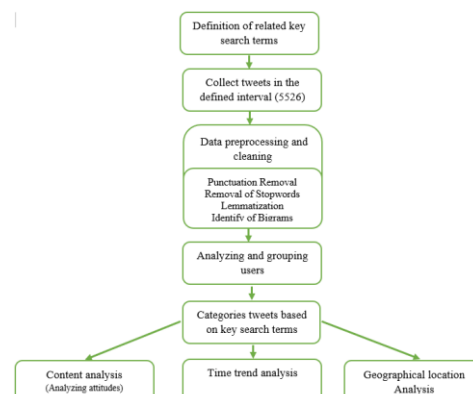 Definition of related key
search terms
Collect tweets in the
defined interval (5526)
Data preprocessing and
cleaning
Punctuation Removal
Removal of Stopwords
Lemmatization
Identify of Bigrams
Analyzing and grouping
users
Categories tweets based
on key search terms
Content analysis
(Analyzing attitudes)
Time trend analysis
Geographical location
Analysis